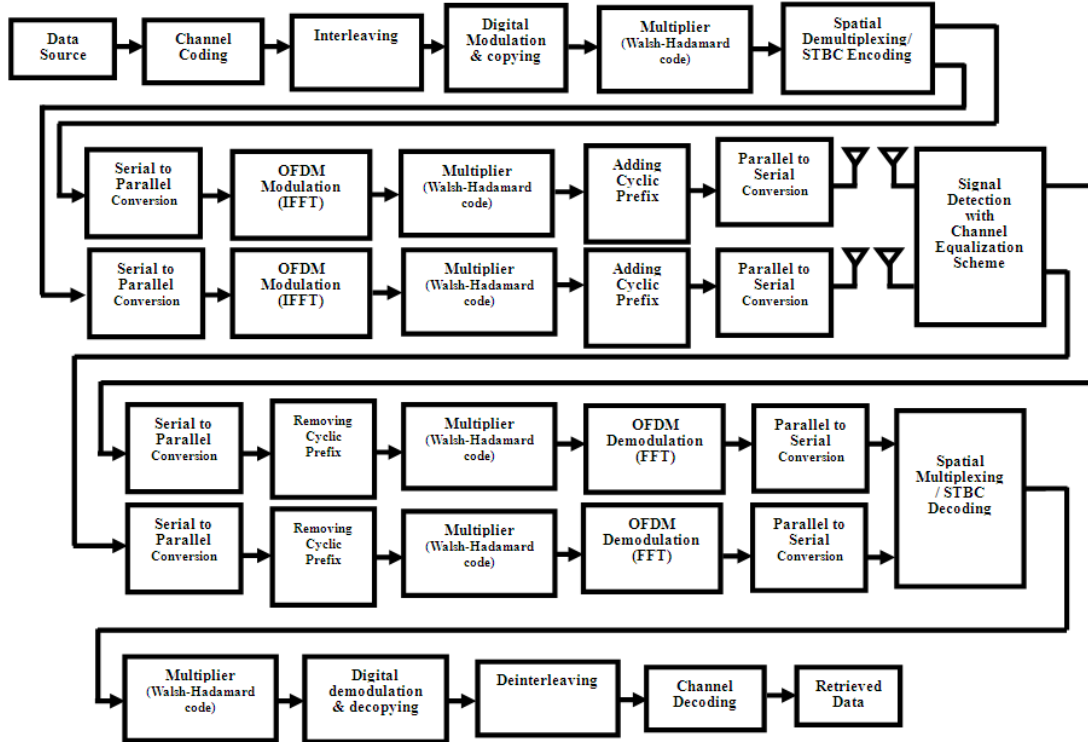 Data
Source
Channel
Coding
Interleaving
Digital
Modulation
& copying
Multiplier
(Walsh-Hadamard
code)
Spatial
Demultiplexing/
STBC Encoding
Serial to
Parallel
Conversion
OFDM
Modulation
(IFFT)
Multiplier
(Walsh-Hadamard
code)
Adding
Cyclic
Prefix
Parallel to
Serial
Conversion
Signal
Detection
with
Channel
Equalization
Scheme
Serial to
Parallel
Conversion
OFDM
Modulation
(IFFT)
Multiplier
(Walsh-Hadamard
code)
Adding
Cyclic
Prefix
Parallel to
Serial
Conversion
Serial to
Parallel
Conversion
Removing
Cyclic
Prefix
Multiplier
(Walsh-Hadamard
code)
OFDM
Demodulation
(FFT)
Parallel to
Serial
Conversion
Spatial
Multiplexing
/ STBC
Decoding
Serial to
Parallel
Conversion
Removing
Cyclic
Prefix
Multiplier
(Walsh-Hadamard
code)
OFDM
Demodulation
(FFT)
Parallel to
Serial
Conversion
Multiplier
(Walsh-Hadamard
code)
Digital
demodulation
& decopying
Deinterleaving
Channel
Decoding
Retrieved
Data